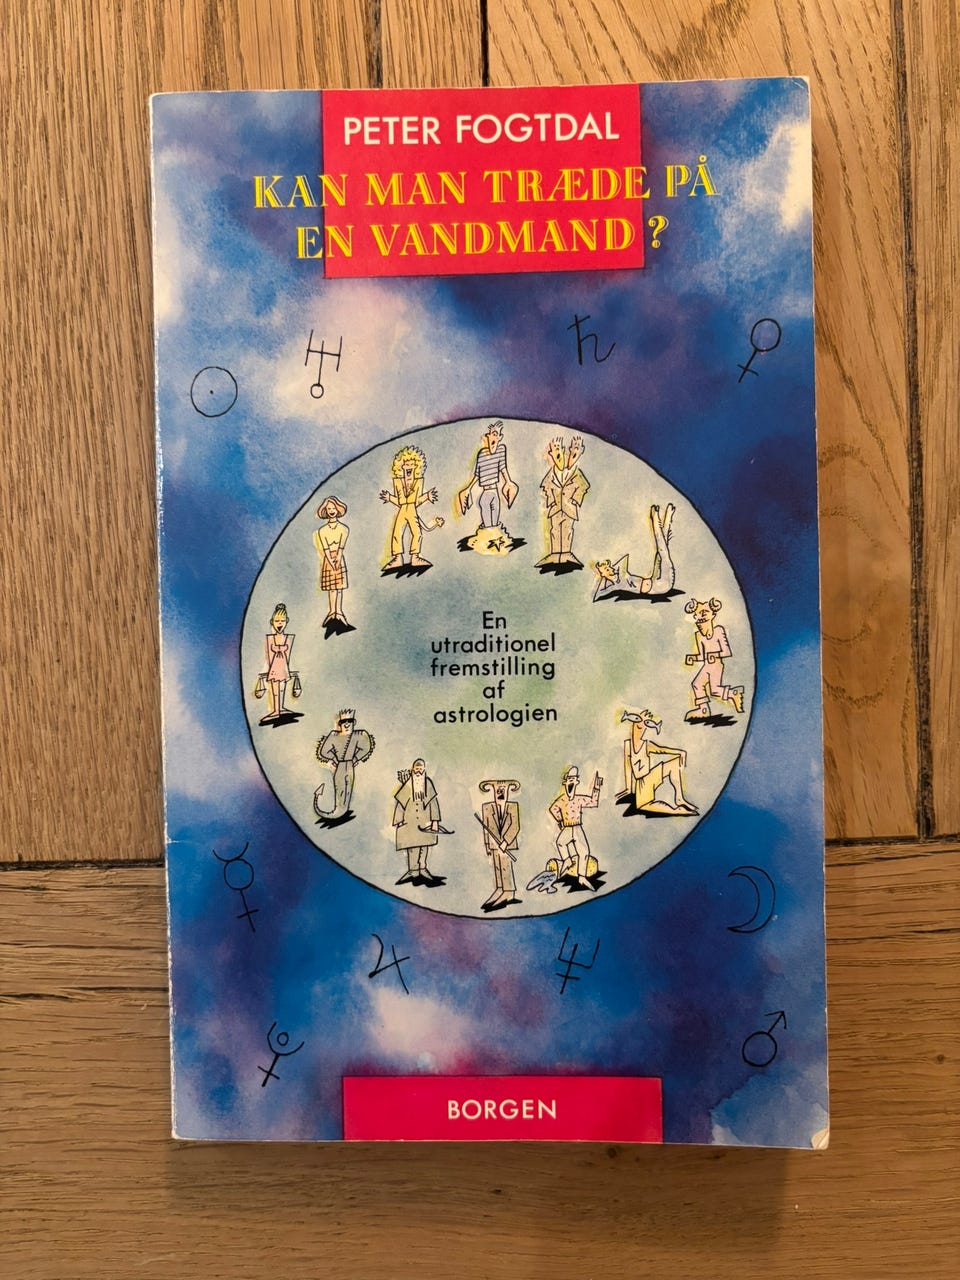 PETER FOGTDAL
KAN MAN TRÆDE PÅ
EN VANDMAND?
En
utraditionel
fremstilling
af
astrologien
BORGEN